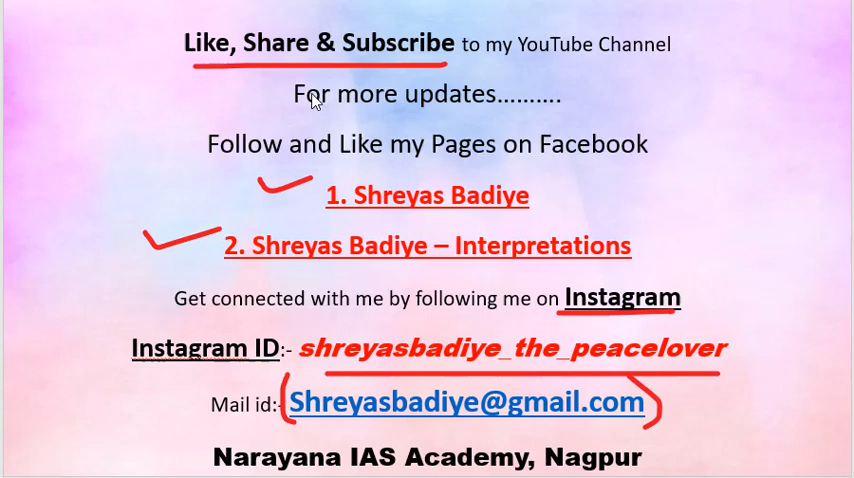 Like, Share & Subscribe to my YouTube Channel
For more updates..........
Follow and Like my Pages on Facebook
1. Shreyas Badiye
2. Shreyas Badiye – Interpretations
Get connected with me by following me on Instagram
Instagram ID:- shreyasbadiye_the_peacelover
Mail id:- Shreyasbadiye@gmail.com
Narayana IAS Academy, Nagpur